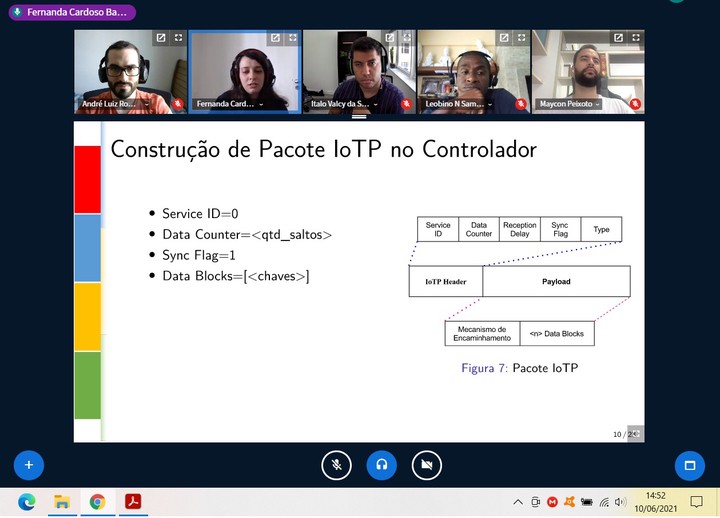 Fernanda Cardoso Ba...
André Luiz Ro...
Fernanda Card...
Italo Valcy da S...
Leobino N Sam...
Maycon Peixoto
Construção de Pacote IoTP no Controlador
• Service ID=0
• Data Counter=<qtd_saltos>
• Sync Flag=1
• Data Blocks=[<chaves>]
Service ID
Data Counter
Reception Delay
Sync Flag
Type
IoTP Header
Payload
Mecanismo de Encaminhamento
<n> Data Blocks
Figura 7: Pacote IoTP
10 /
14:52
10/06/2021